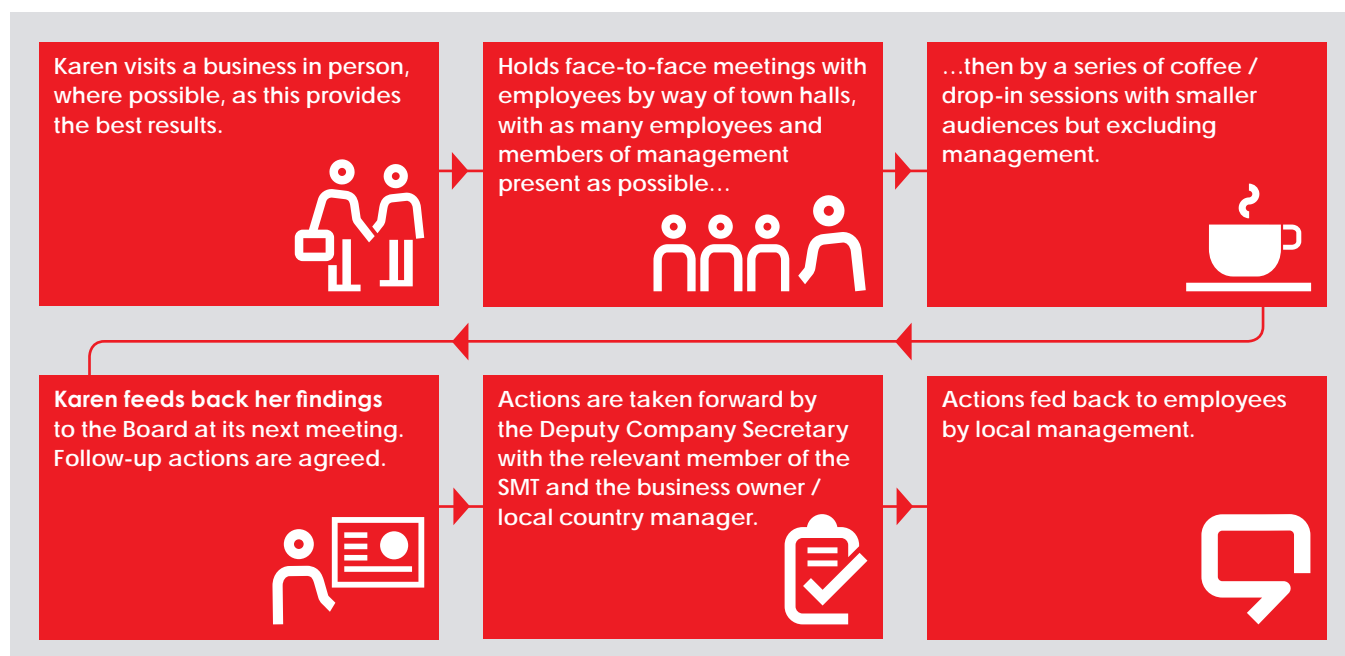 Karen visits a business in person,
where possible, as this provides
the best results.
Holds face-to-face meetings with
employees by way of town halls,
with as many employees and
members of management
present as possible…
…then by a series of coffee /
drop-in sessions with smaller
audiences but excluding
management.
Karen feeds back her findings
to the Board at its next meeting.
Follow-up actions are agreed.
Actions are taken forward by
the Deputy Company Secretary
with the relevant member of the
SMT and the business owner /
local country manager.
Actions fed back to employees
by local management.